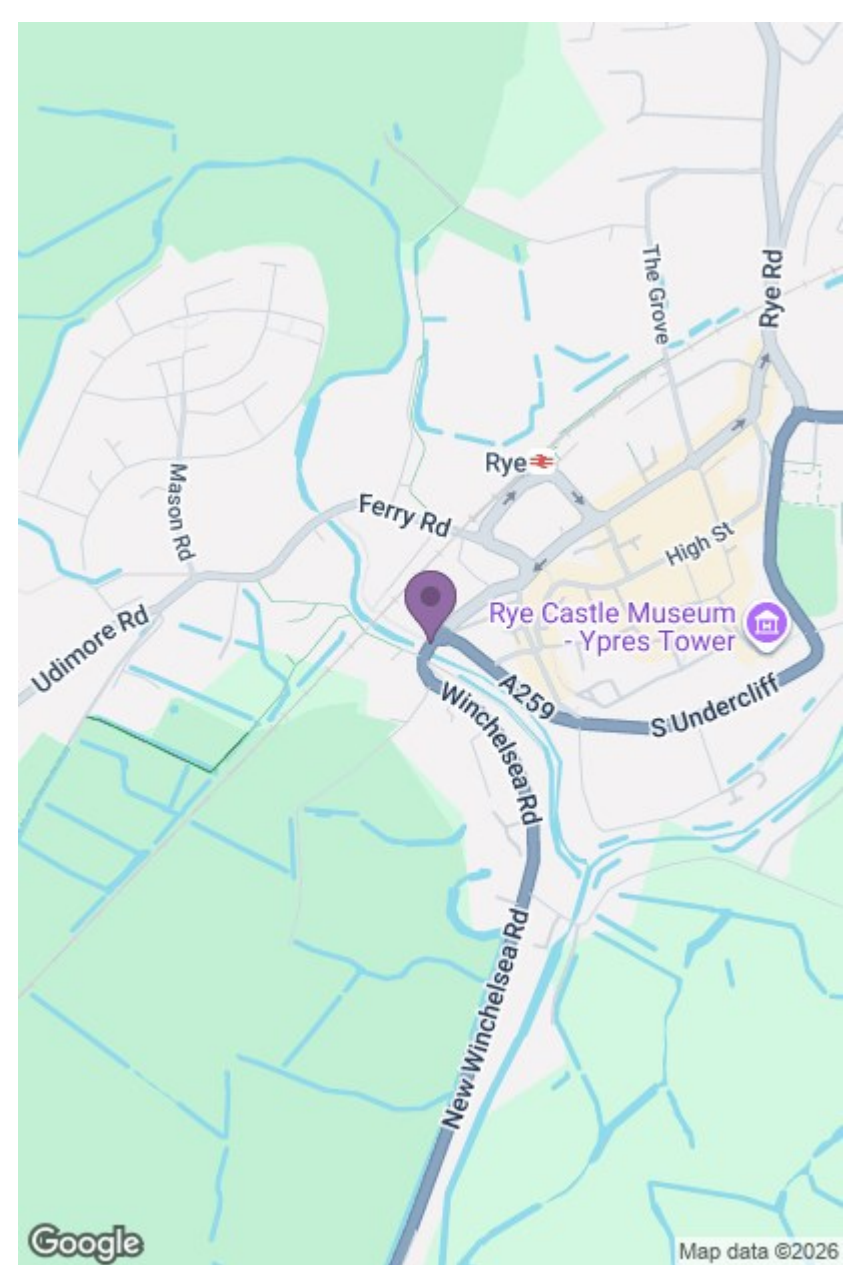 The Grove
Rye Rd
Rye
Mason Rd
Ferry Rd
High St
Rye Castle Museum
- Ypres Tower
Udimore Rd
A259
S Undercliff
Winchelsea Rd
New Winchelsea Rd
Google
Map data ©2026